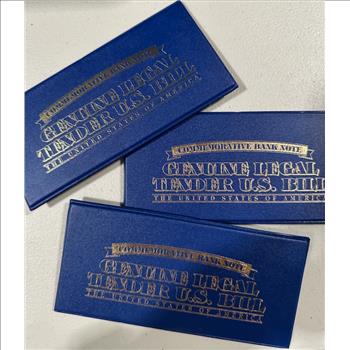 COMMEMORATIVE BANK NOTE
GENUINE LEGAL
TENDER U.S. BILL
THE UNITED STATES OF AMERICA
COMMEMORATIVE BANK NOTE
GENUINE LEGAL
TENDER U.S. BILL
THE UNITED STATES OF AMERICA
COMMEMORATIVE BANK NOTE
GENUINE LEGAL
TENDER U.S. BILL
THE UNITED STATES OF AMERICA